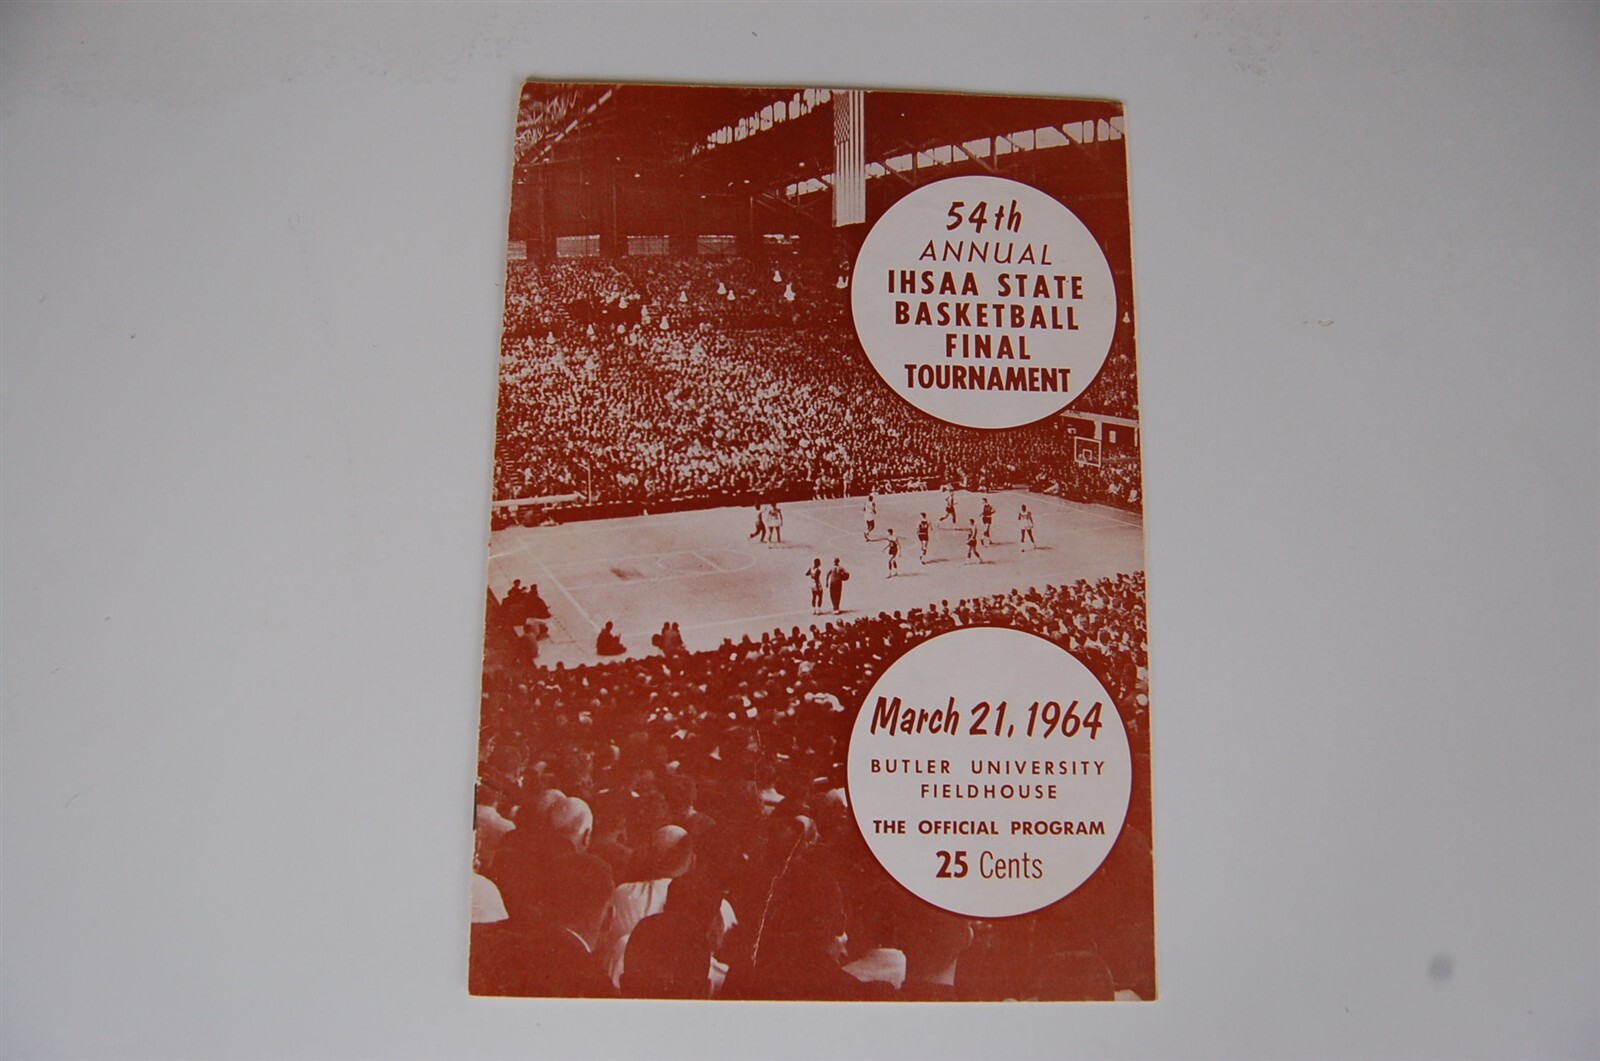 54th
ANNUAL
IHSAA STATE
BASKETBALL
FINAL
TOURNAMENT
March 21, 1964
BUTLER UNIVERSITY
FIELDHOUSE
THE OFFICIAL PROGRAM
25 Cents